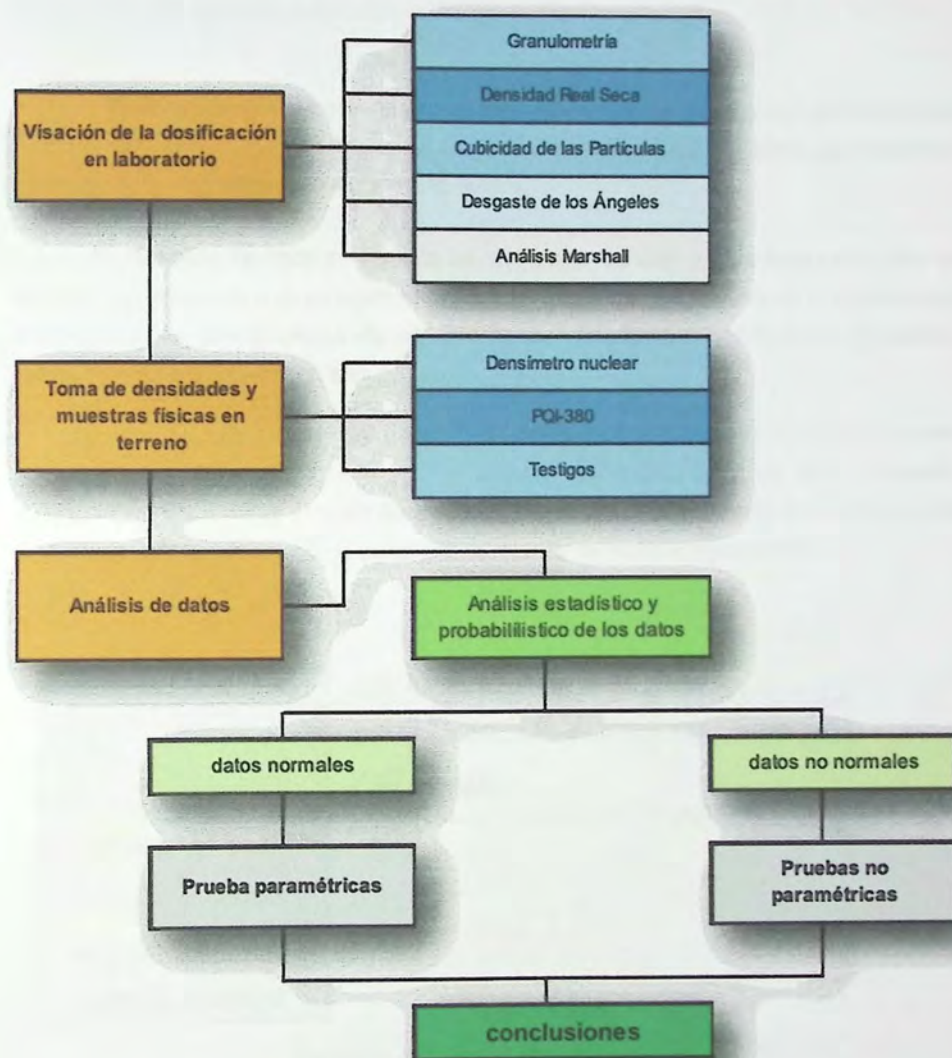 Granulometría
Densidad Real Seca
Visación de la dosificación
en laboratorio
Cubicidad de las Partículas
Desgaste de los Ángeles
Análisis Marshall
Toma de densidades y
muestras físicas en
terreno
Densímetro nuclear
PQI-380
Testigos
Análisis de datos
Análisis estadístico y
probabilílistico de los datos
datos normales
datos no normales
Prueba paramétricas
Pruebas no
paramétricas
conclusiones